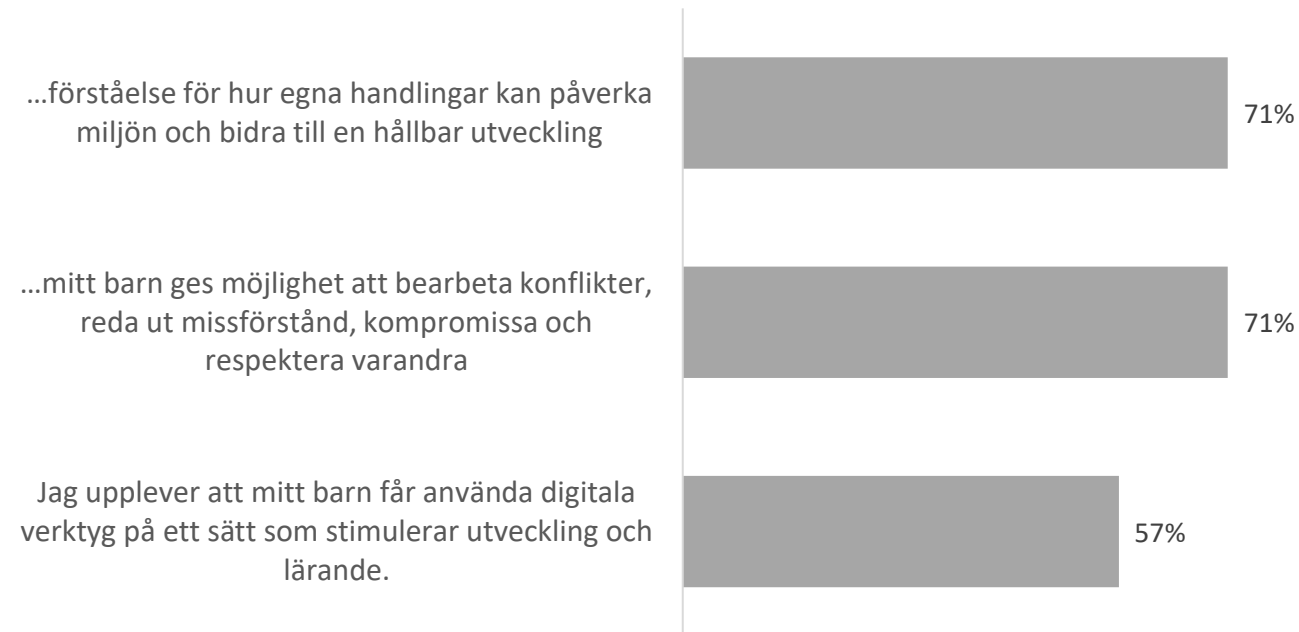 …förståelse för hur egna handlingar kan påverka
miljön och bidra till en hållbar utveckling
71%
…mitt barn ges möjlighet att bearbeta konflikter,
reda ut missförstånd, kompromissa och
respektera varandra
71%
Jag upplever att mitt barn får använda digitala
verktyg på ett sätt som stimulerar utveckling och
lärande.
57%